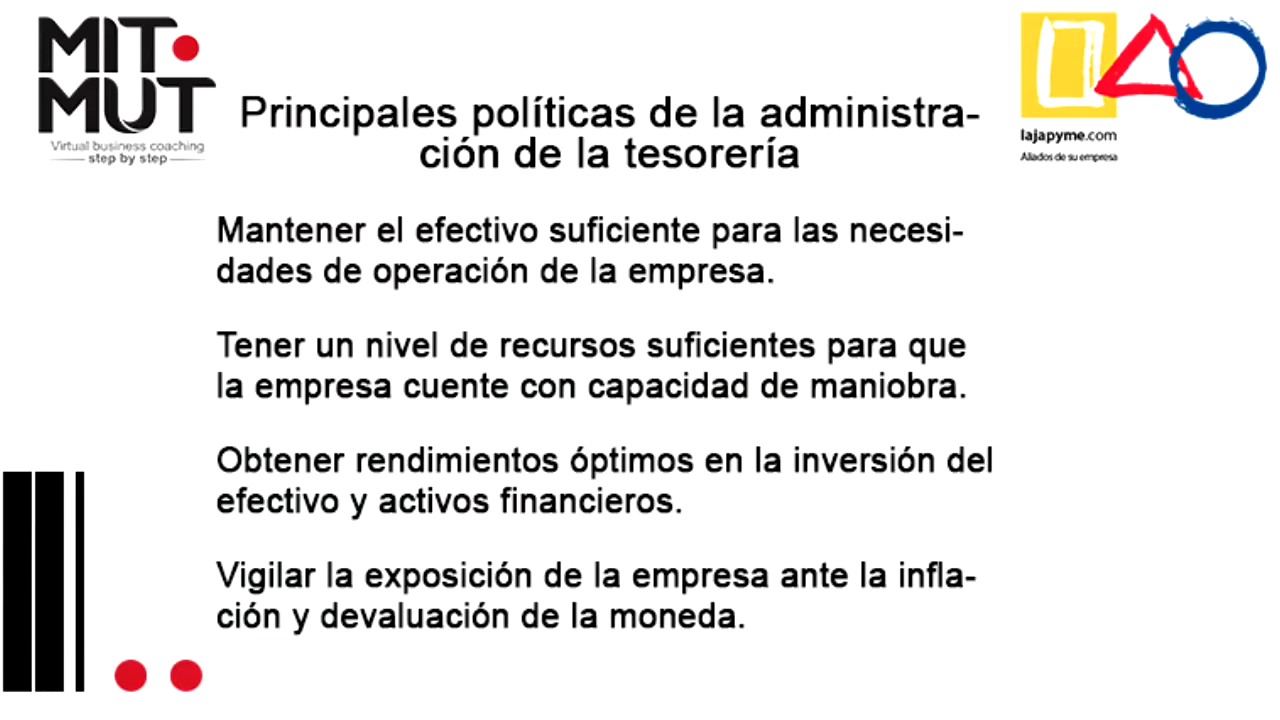 MIT
MUT
Virtual business coaching
step by step
lajapyme.com
Aliados de su empresa
Principales políticas de la administra-
ción de la tesorería
Mantener el efectivo suficiente para las necesi-
dades de operación de la empresa.
Tener un nivel de recursos suficientes para que
la empresa cuente con capacidad de maniobra.
Obtener rendimientos óptimos en la inversión del
efectivo y activos financieros.
Vigilar la exposición de la empresa ante la infla-
ción y devaluación de la moneda.